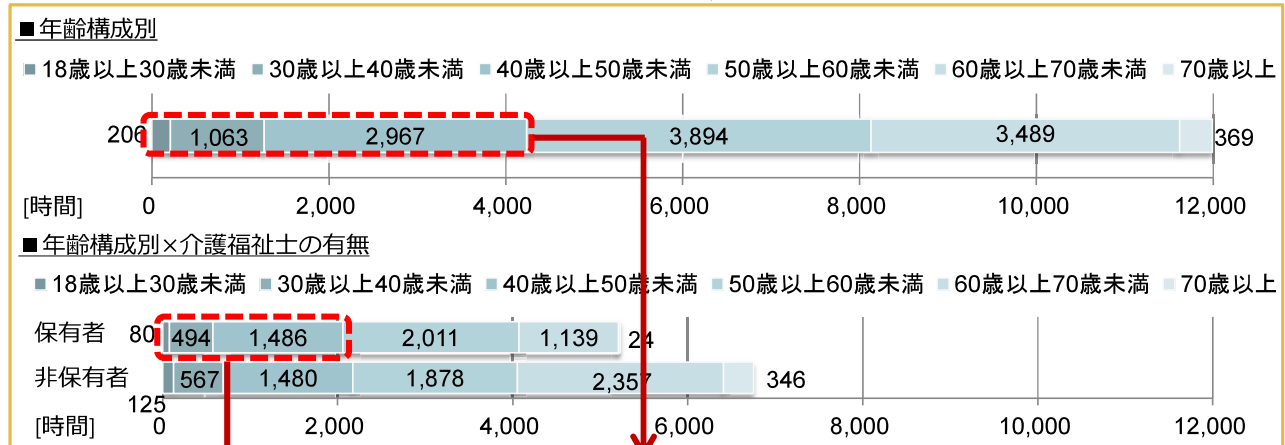 ■年齢構成別
■18歳以上30歳未満 ■30歳以上40歳未満 ■40歳以上50歳未満 ■50歳以上60歳未満 ■60歳以上70歳未満 ■70歳以上
206 1,063 2,967 3,894 3,489 369
[時間] 0 2,000 4,000 6,000 8,000 10,000 12,000
■年齢構成別×介護福祉士の有無
■18歳以上30歳未満 ■30歳以上40歳未満 ■40歳以上50歳未満 ■50歳以上60歳未満 ■60歳以上70歳未満 ■70歳以上
保有者 80 494 1,486 2,011 1,139 24
非保有者 567 1,480 1,878 2,357 346
125
[時間] 0 2,000 4,000 6,000 8,000 10,000 12,000